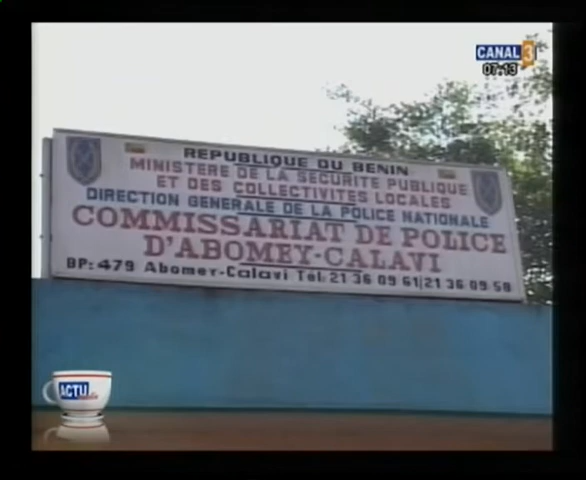 CANAL 3
07:13
REPUBLIQUE DU BENIN
MINISTERE DE LA SECURITE PUBLIQUE
ET DES COLLECTIVITES LOCALES
DIRECTION GENERALE DE LA POLICE NATIONALE
COMMISSARIAT DE POLICE
D'ABOMEY-CALAVI
BP: 479 Abomey-Calavi Tél: 21 36 09 61/21 36 09 58
ACTU